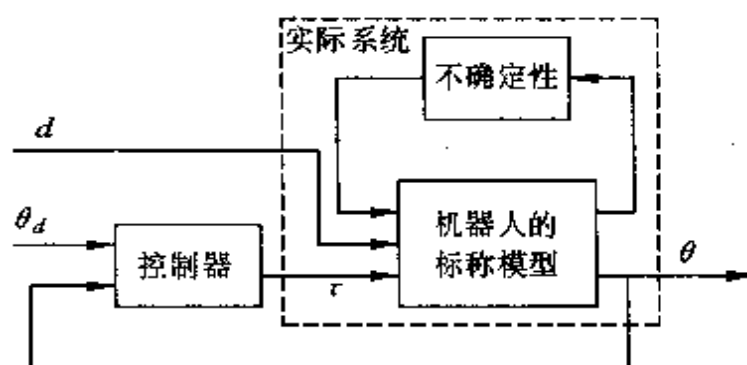 实际系统
不确定性
d
θd
机器人的
标称模型
控制器
τ
θ